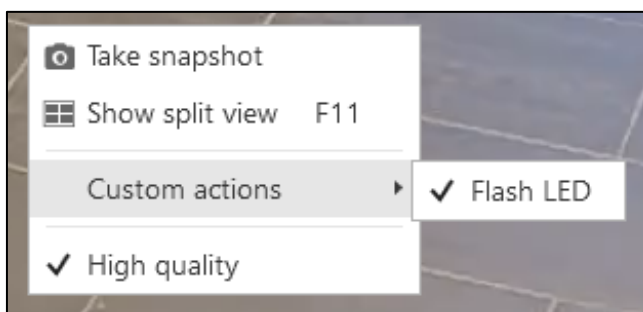 Take snapshot
Show split view F11
Custom actions
Flash LED
High quality